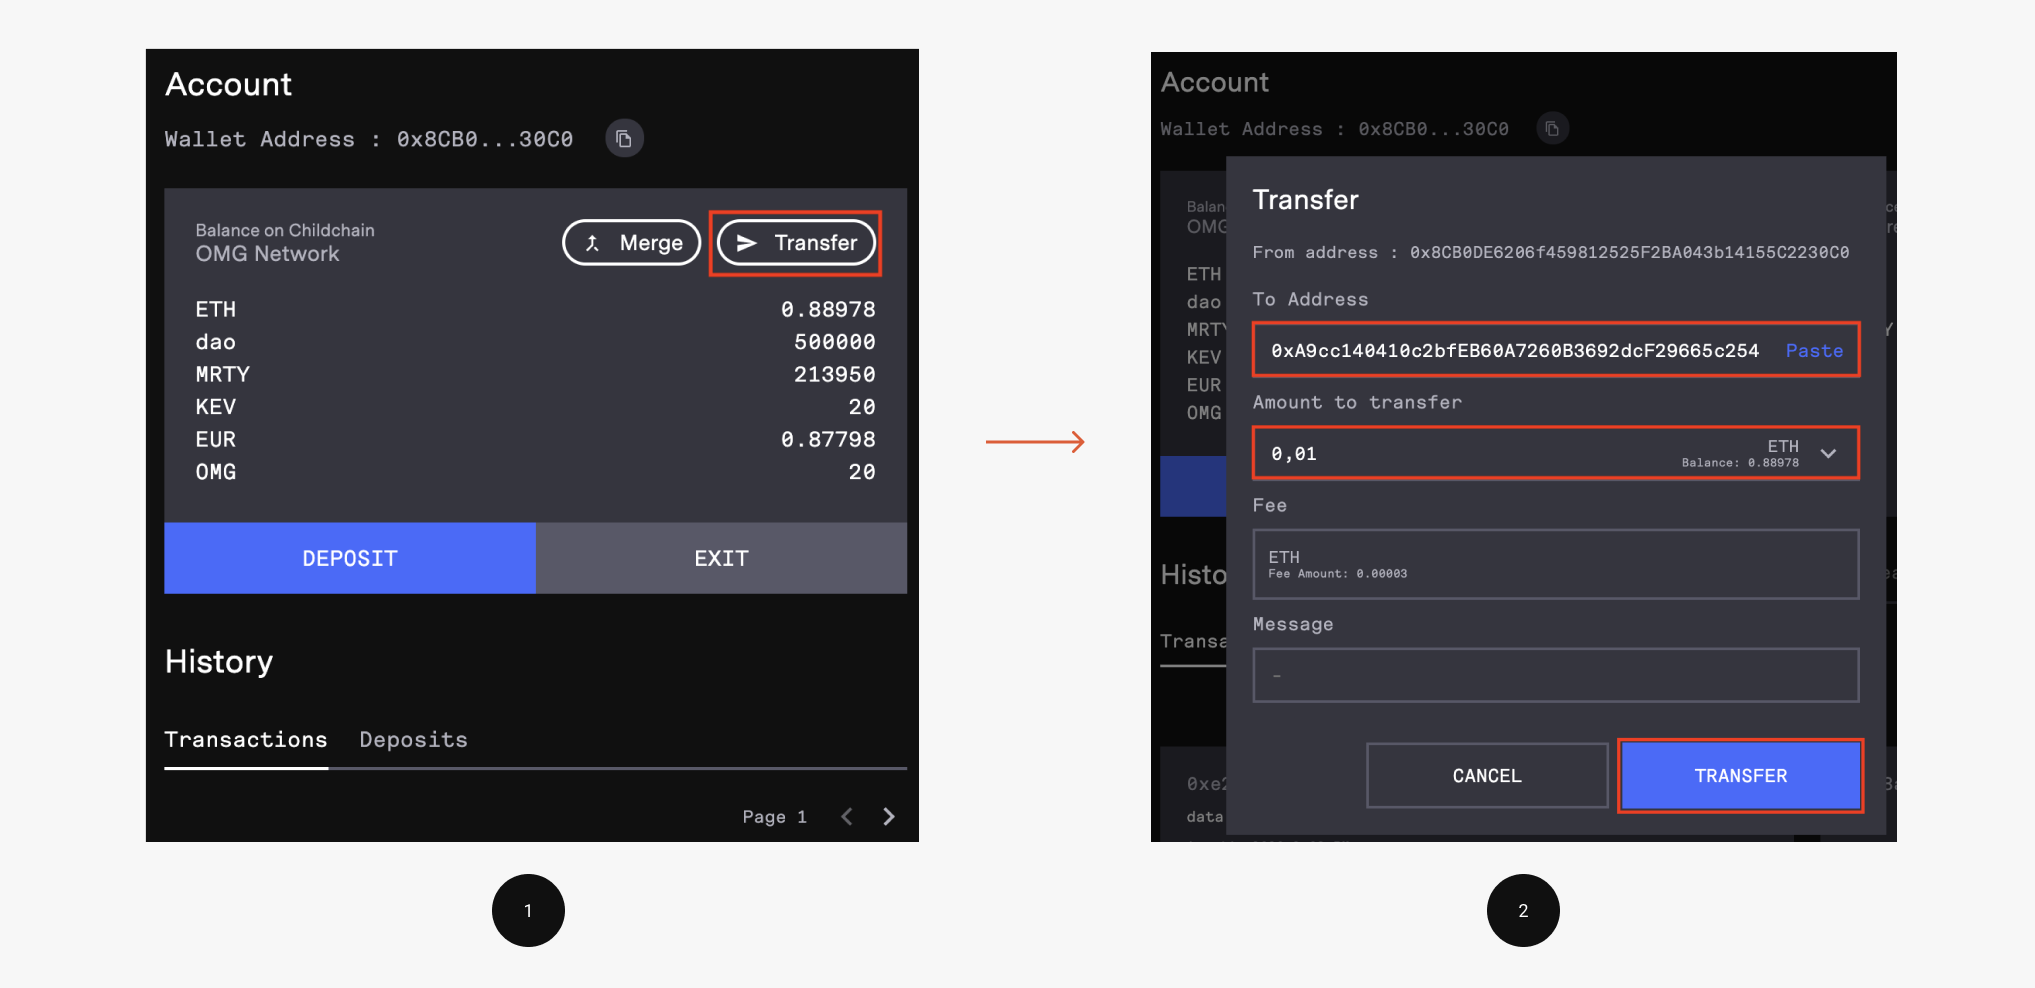 Account
Wallet Address : 0x8CB0...30C0
Balance on Childchain
OMG Network
Merge
Transfer
ETH 0.88978
dao 500000
MRTY 213950
KEV 20
EUR 0.87798
OMG 20
DEPOSIT EXIT
History
Transactions Deposits
Page 1
1
Account
Wallet Address : 0x8CB0...30C0
Balan
OMG
ETH
dao
MRTY
KEV
EUR
OMG
Histo
Transa
0xe2
data
Transfer
From address : 0x8CB0DE6206f459812525F2BA043b14155C2230C0
To Address
0xA9cc140410c2bfEB60A7260B3692dcF29665c254 Paste
Amount to transfer
0,01 ETH
Balance: 0.88978
Fee
ETH
Fee Amount: 0.00003
Message
-
CANCEL TRANSFER
2